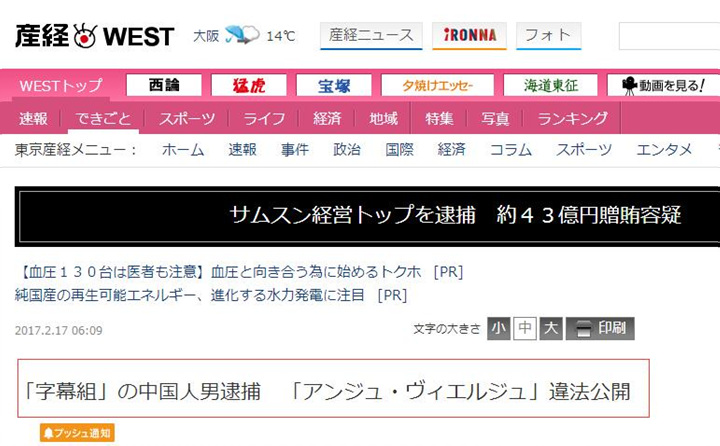 産経 WEST 大阪 14℃ 産経ニュース iRONNA フォト
WESTトップ 西論 猛虎 宝塚 夕焼けエッセー 海道東征 動画を見る!
速報 できごと スポーツ ライフ 経済 地域 特集 写真 ランキング
東京産経メニュー： ホーム 速報 事件 政治 国際 経済 コラム スポーツ エンタメ
サムスン経営トップを逮捕　約４３億円贈賄容疑
【血圧１３０台は医者も注意】血圧と向き合う為に始めるトクホ [PR]
純国産の再生可能エネルギー、進化する水力発電に注目 [PR]
2017.2.17 06:09 文字の大きさ 小 中 大 印刷
「字幕組」の中国人男逮捕　「アンジュ・ヴィエルジュ」違法公開
プッシュ通知